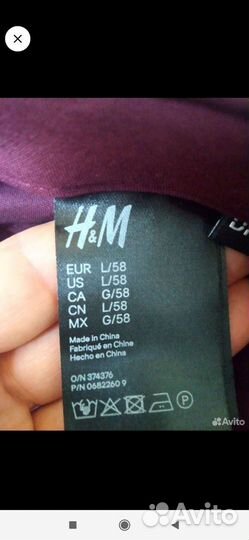 H&M
EUR L/58
US L/58
CA G/58
CN L/58
MX G/58
Made in China
Fabriqué en Chine
Hecho en China
O/N 374376
P/N 0682260 9
P
Avito
Avito